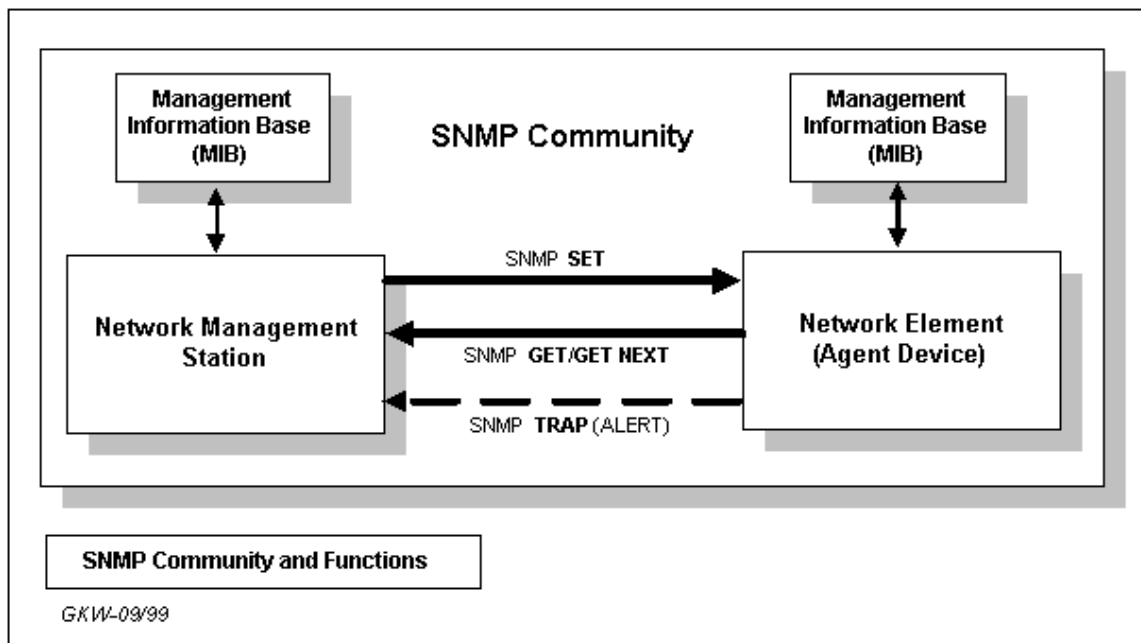 Management
Information Base
(MIB)
SNMP Community
Management
Information Base
(MIB)
SNMP SET
Network Management
Station
Network Element
(Agent Device)
SNMP GET/GET NEXT
SNMP TRAP (ALERT)
SNMP Community and Functions
GKW-09/99